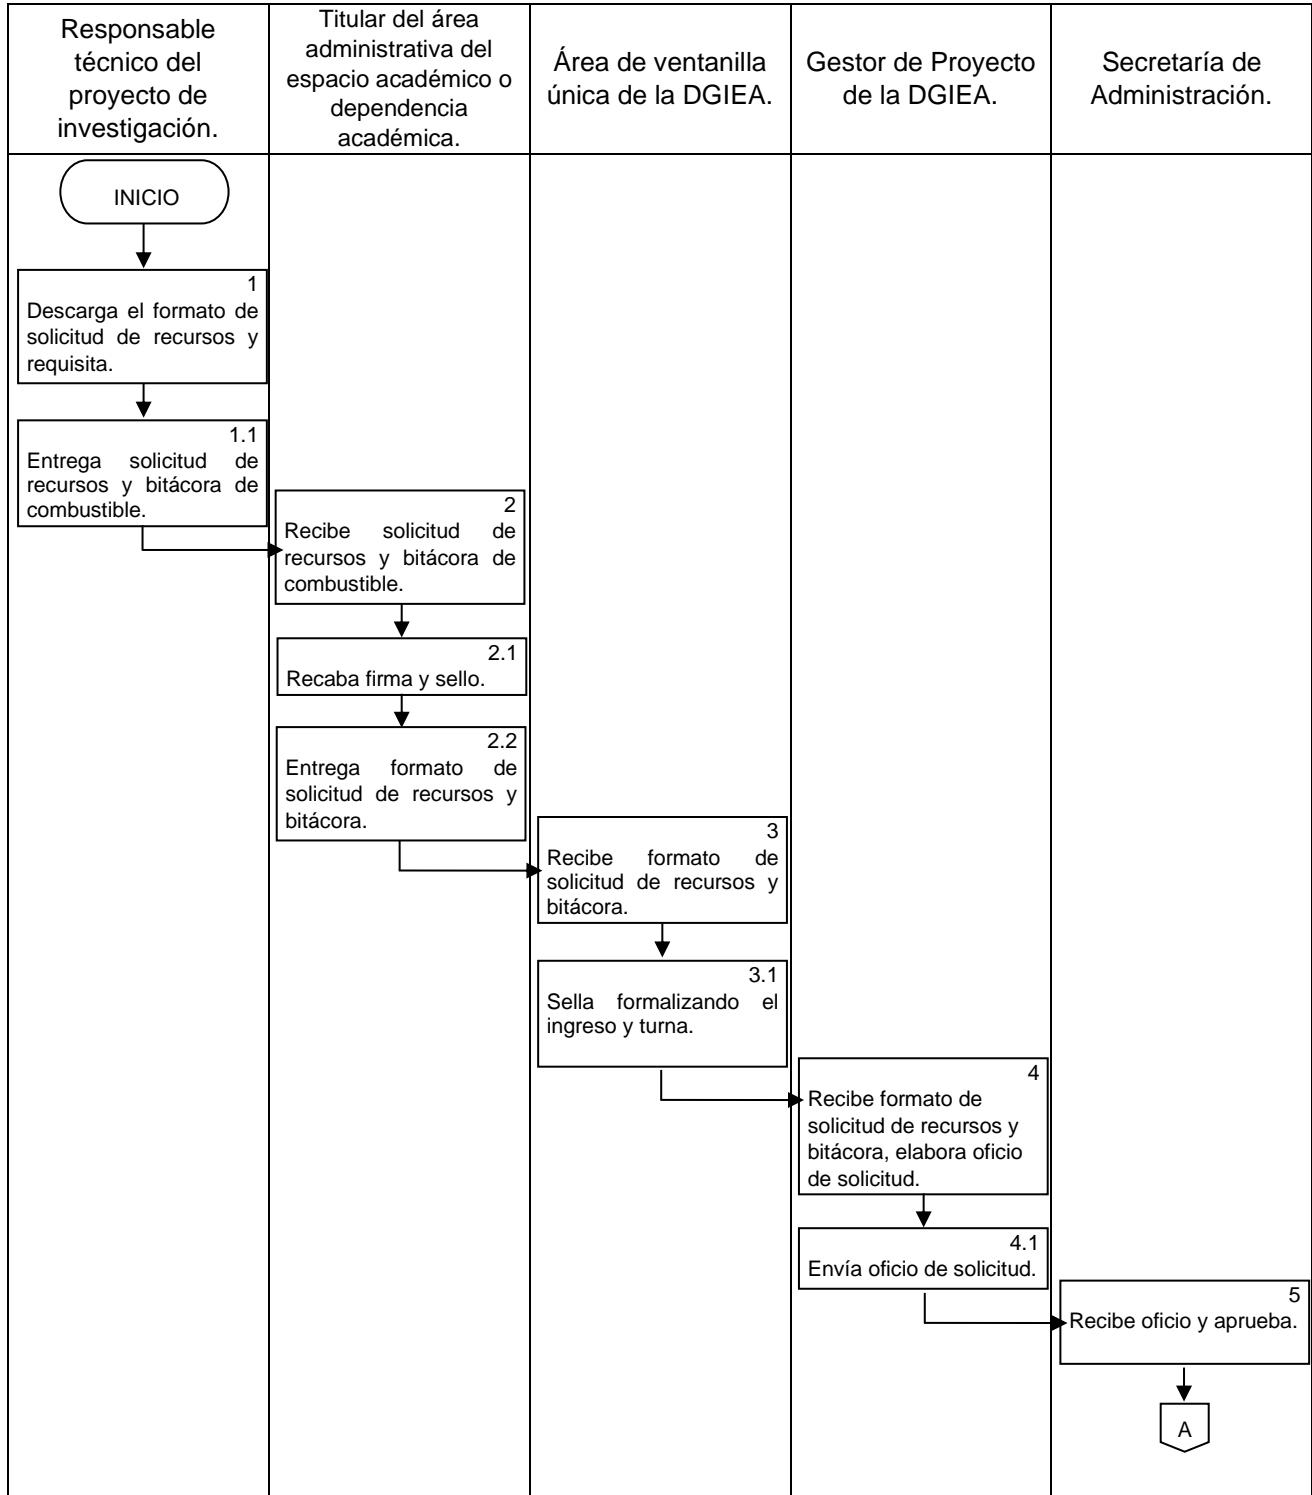 Responsable
técnico del
proyecto de
investigación.
Titular del área
administrativa del
espacio académico o
dependencia
académica.
Área de ventanilla
única de la DGIEA.
Gestor de Proyecto
de la DGIEA.
Secretaría de
Administración.
INICIO
1
Descarga el formato de
solicitud de recursos y
requisita.
1.1
Entrega solicitud de
recursos y bitácora de
combustible.
2
Recibe solicitud de
recursos y bitácora de
combustible.
2.1
Recaba firma y sello.
2.2
Entrega formato de
solicitud de recursos y
bitácora.
3
Recibe formato de
solicitud de recursos y
bitácora.
3.1
Sella formalizando el
ingreso y turna.
4
Recibe formato de
solicitud de recursos y
bitácora, elabora oficio
de solicitud.
4.1
Envía oficio de solicitud.
5
Recibe oficio y aprueba.
A